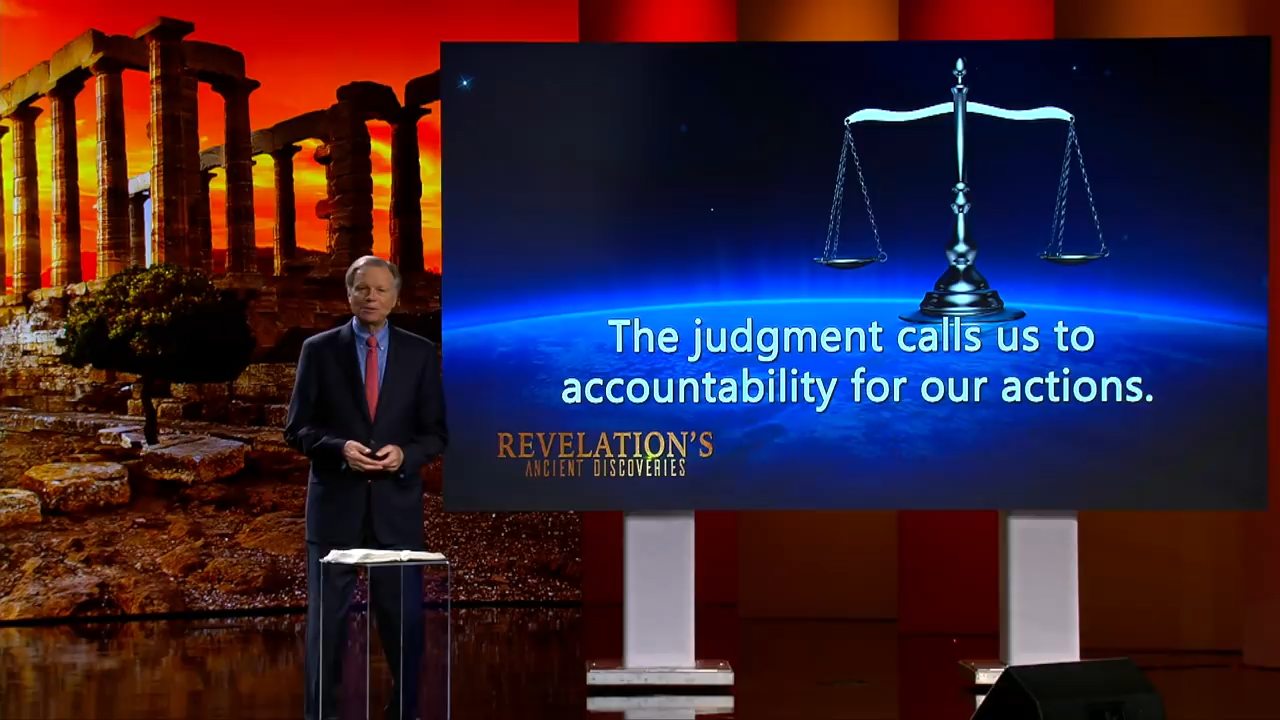 The judgment calls us to
accountability for our actions.
REVELATION'S
ANCIENT DISCOVERIES